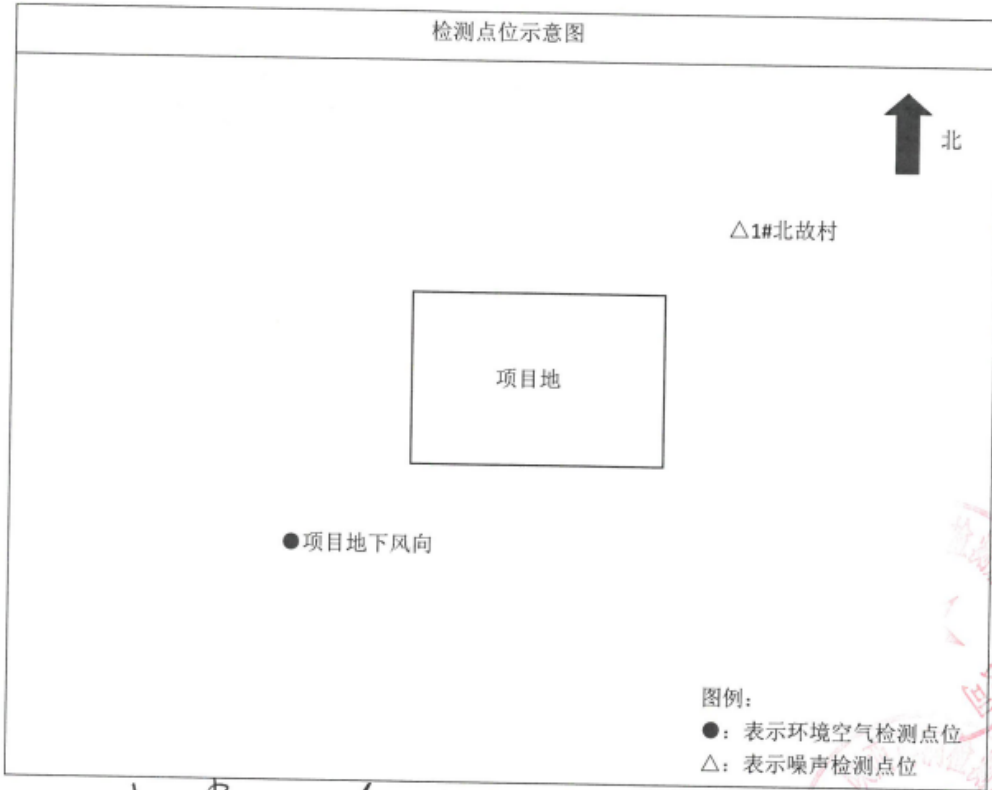 检测点位示意图
北
△1#北故村
项目地
●项目地下风向
图例：
●：表示环境空气检测点位
△：表示噪声检测点位